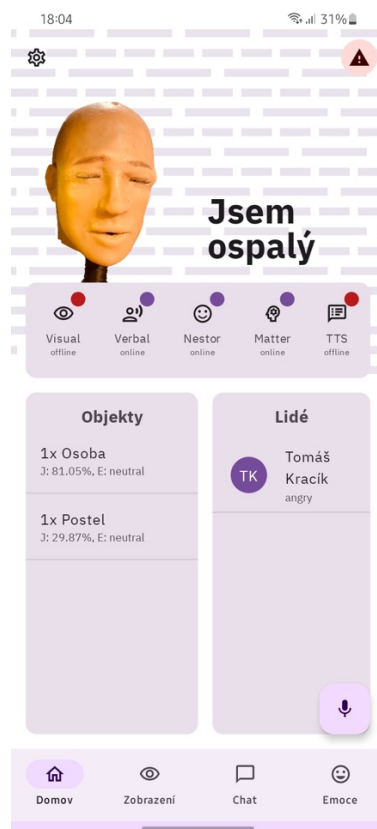 18:04
31%
Jsem
ospalý
Visual
offline
Verbal
online
Nestor
online
Matter
online
TTS
offline
Objekty
1x Osoba
J: 81.05%, E: neutral
1x Postel
J: 29.87%, E: neutral
Lidé
TK
Tomáš
Kracík
angry
Domov
Zobrazení
Chat
Emoce